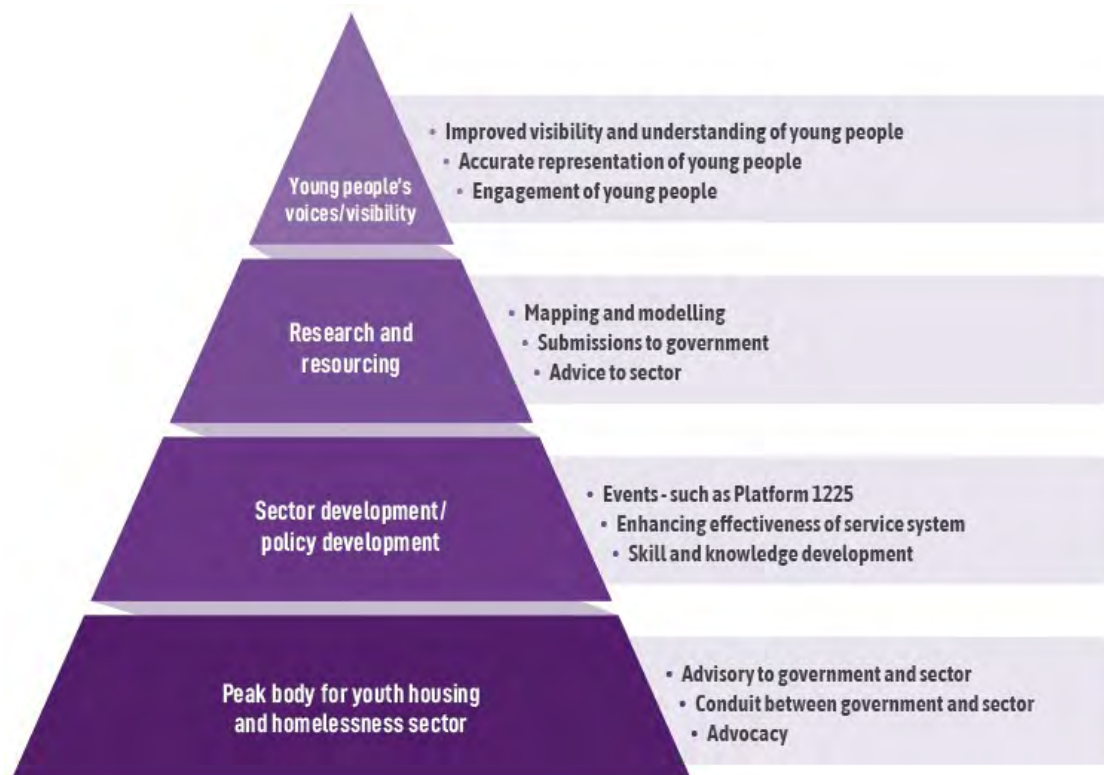 Young people's
voices/visibility
• Improved visibility and understanding of young people
• Accurate representation of young people
• Engagement of young people
Research and
resourcing
• Mapping and modelling
• Submissions to government
• Advice to sector
Sector development/
policy development
• Events - such as Platform 1225
• Enhancing effectiveness of service system
• Skill and knowledge development
Peak body for youth housing
and homelessness sector
• Advisory to government and sector
• Conduit between government and sector
• Advocacy